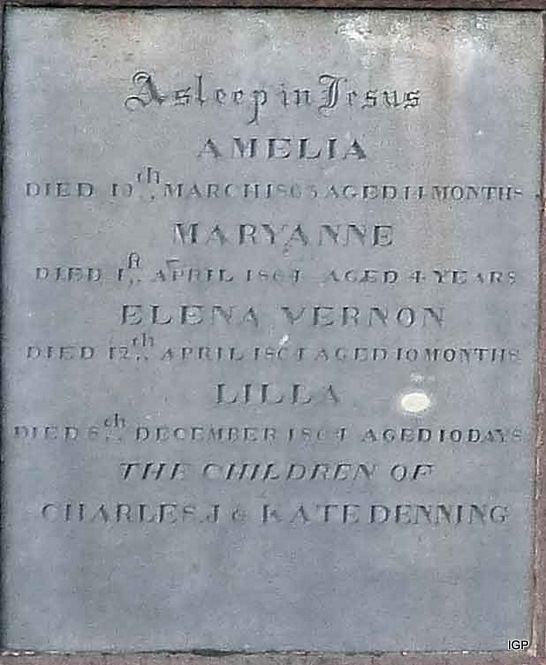 Asleep in Jesus
AMELIA
DIED 19th MARCH 1863 AGED 14 MONTHS
MARYANNE
DIED 1st APRIL 1864 AGED 4 YEARS
ELENA VERNON
DIED 12th APRIL 1864 AGED 10 MONTHS
LILLA
DIED 8th DECEMBER 1864 AGED 10 DAYS
THE CHILDREN OF
CHARLES.J & KATE DENNING
IGP